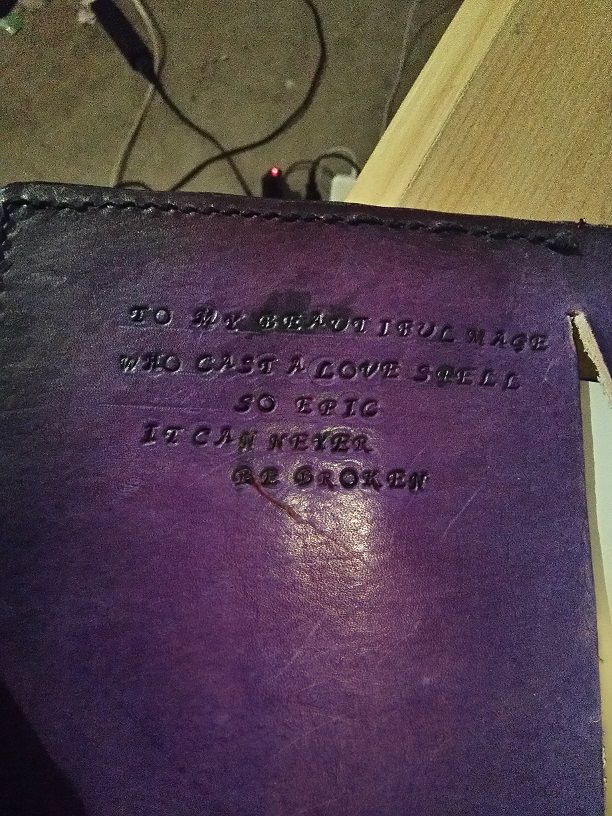 TO MY BEAUTIFUL MAGE
WHO CAST A LOVE SPELL
SO EPIC
IT CAN NEVER
BE BROKEN